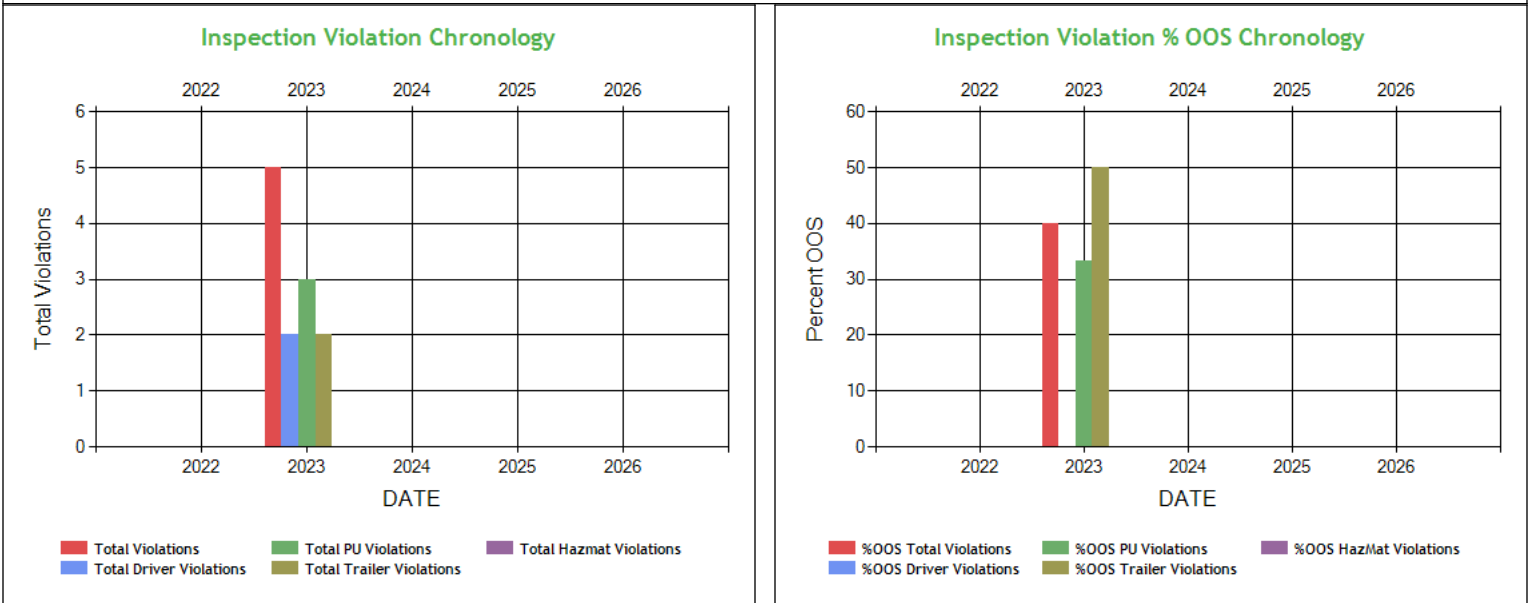 Inspection Violation Chronology
2022 2023 2024 2025 2026
6
5
4
3
2
1
0
Total Violations
2022 2023 2024 2025 2026
DATE
Total Violations Total PU Violations Total Hazmat Violations
Total Driver Violations Total Trailer Violations
Inspection Violation % OOS Chronology
2022 2023 2024 2025 2026
60
50
40
30
20
10
0
Percent OOS
2022 2023 2024 2025 2026
DATE
%OOS Total Violations %OOS PU Violations %OOS HazMat Violations
%OOS Driver Violations %OOS Trailer Violations